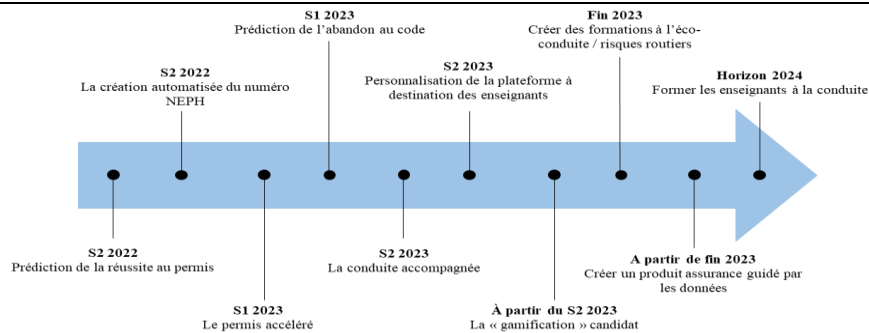 S1 2023
Prédiction de l'abandon au code
Fin 2023
Créer des formations à l'éco-
conduite / risques routiers
S2 2022
La création automatisée du numéro
NEPH
S2 2023
Personnalisation de la plateforme à
destination des enseignants
Horizon 2024
Former les enseignants à la conduite
S2 2022
Prédiction de la réussite au permis
S2 2023
La conduite accompagnée
A partir de fin 2023
Créer un produit assurance guidé par
les données
S1 2023
Le permis accéléré
À partir du S2 2023
La « gamification » candidat